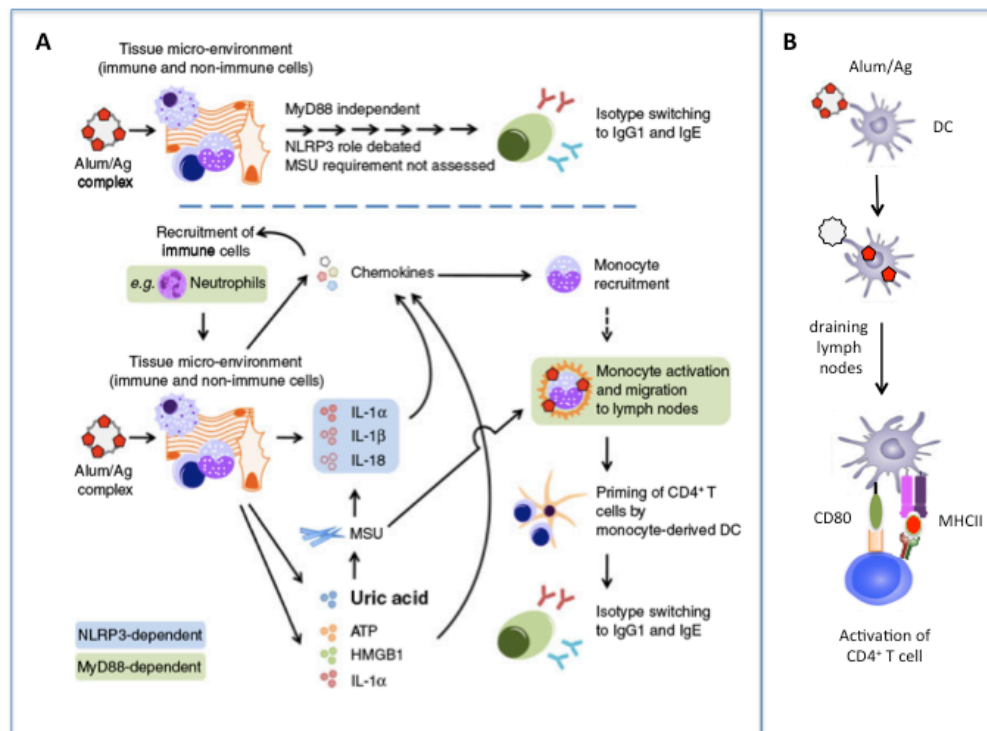 A
Tissue micro-environment
(immune and non-immune cells)
Alum/Ag
complex
MyD88 independent
NLRP3 role debated
MSU requirement not assessed
Isotype switching
to IgG1 and IgE
Recruitment of
immune cells
e.g. Neutrophils
Chemokines
Monocyte
recruitment
Tissue micro-environment
(immune and non-immune cells)
Alum/Ag
complex
IL-1α
IL-1β
IL-18
Monocyte activation
and migration
to lymph nodes
MSU
Priming of CD4⁺ T
cells by
monocyte-derived DC
Uric acid
ATP
HMGB1
IL-1α
Isotype switching
to IgG1 and IgE
NLRP3-dependent
MyD88-dependent
B
Alum/Ag
DC
draining
lymph
nodes
CD80
MHCII
Activation of
CD4⁺ T cell